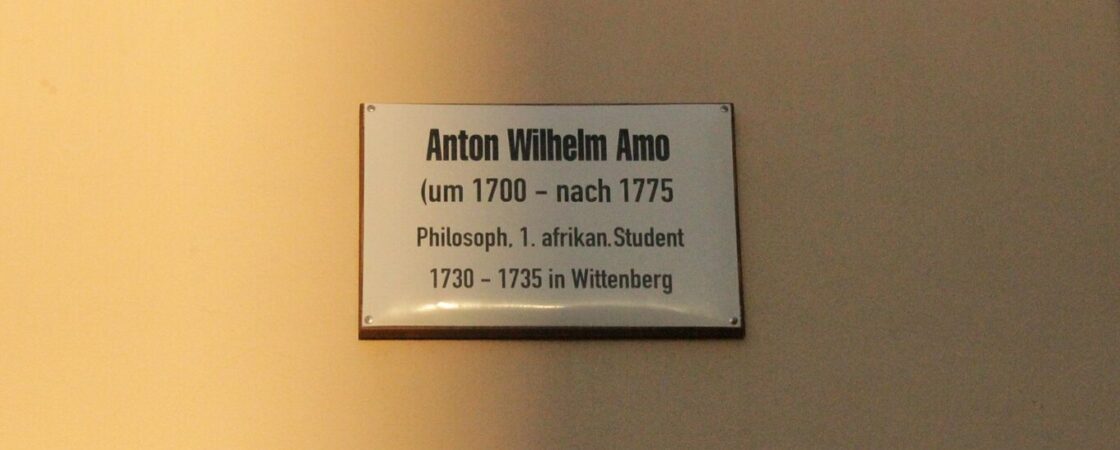 Anton Wilhelm Amo
(um 1700 - nach 1775
Philosoph, 1. afrikan.Student
1730 - 1735 in Wittenberg